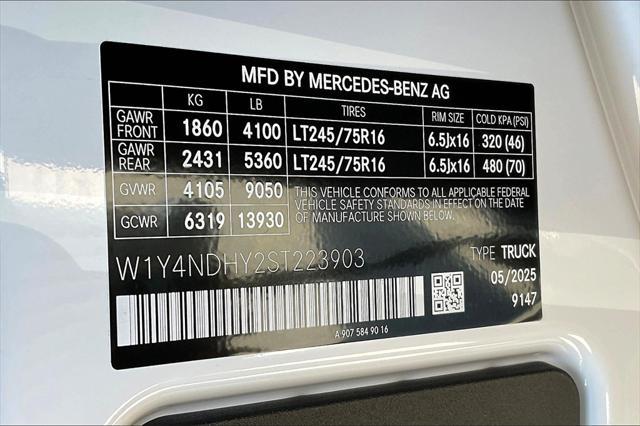 MFD BY MERCEDES-BENZ AG
KG LB TIRES RIM SIZE COLD KPA (PSI)
GAWR FRONT 1860 4100 LT245/75R16 6.5Jx16 320 (46)
GAWR REAR 2431 5360 LT245/75R16 6.5Jx16 480 (70)
GVWR 4105 9050
GCWR 6319 13930
THIS VEHICLE CONFORMS TO ALL APPLICABLE FEDERAL
VEHICLE SAFETY STANDARDS IN EFFECT ON THE DATE
OF MANUFACTURE SHOWN BELOW.
W1Y4NDHY2ST223903
TYPE TRUCK
05/2025
9147
A 907 584 90 16